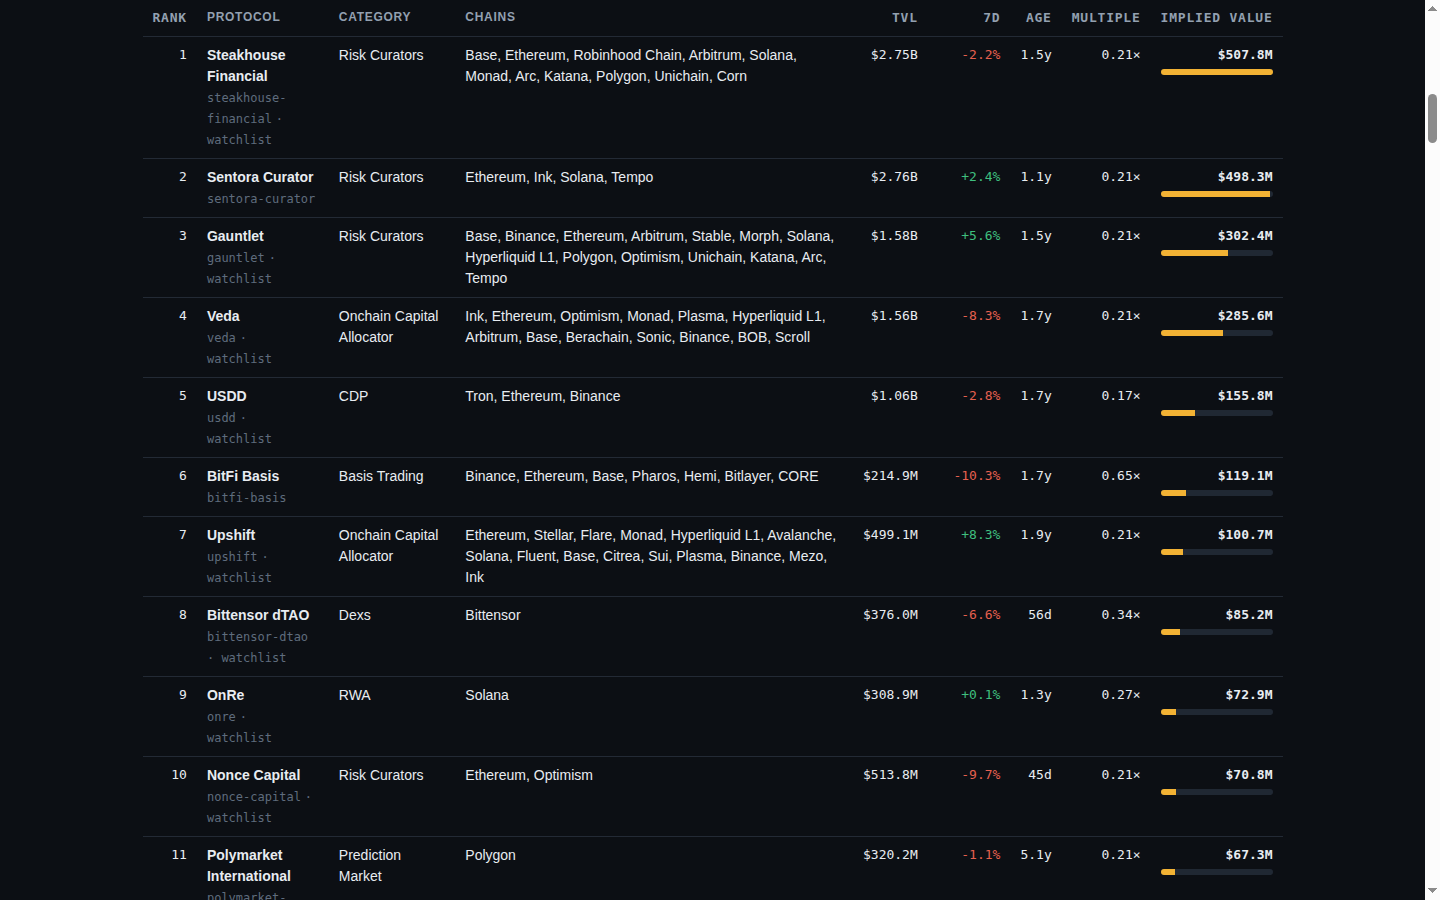 RANK PROTOCOL CATEGORY CHAINS TVL 7D AGE MULTIPLE IMPLIED VALUE
1 Steakhouse Risk Curators Base, Ethereum, Robinhood Chain, Arbitrum, Solana, $2.75B -2.2% 1.5y 0.21× $507.8M
Financial Monad, Arc, Katana, Polygon, Unichain, Corn
steakhouse-
financial ·
watchlist
2 Sentora Curator Risk Curators Ethereum, Ink, Solana, Tempo $2.76B +2.4% 1.1y 0.21× $498.3M
sentora-curator
3 Gauntlet Risk Curators Base, Binance, Ethereum, Arbitrum, Stable, Morph, Solana, $1.58B +5.6% 1.5y 0.21× $302.4M
gauntlet · Hyperliquid L1, Polygon, Optimism, Unichain, Katana, Arc,
watchlist Tempo
4 Veda Onchain Capital Ink, Ethereum, Optimism, Monad, Plasma, Hyperliquid L1, $1.56B -8.3% 1.7y 0.21× $285.6M
veda · Allocator Arbitrum, Base, Berachain, Sonic, Binance, BOB, Scroll
watchlist
5 USDD CDP Tron, Ethereum, Binance $1.06B -2.8% 1.7y 0.17× $155.8M
usdd ·
watchlist
6 BitFi Basis Basis Trading Binance, Ethereum, Base, Pharos, Hemi, Bitlayer, CORE $214.9M -10.3% 1.7y 0.65× $119.1M
bitfi-basis
7 Upshift Onchain Capital Ethereum, Stellar, Flare, Monad, Hyperliquid L1, Avalanche, $499.1M +8.3% 1.9y 0.21× $100.7M
upshift · Allocator Solana, Fluent, Base, Citrea, Sui, Plasma, Binance, Mezo,
watchlist Ink
8 Bittensor dTAO Dexs Bittensor $376.0M -6.6% 56d 0.34× $85.2M
bittensor-dtao
· watchlist
9 OnRe RWA Solana $308.9M +0.1% 1.3y 0.27× $72.9M
onre ·
watchlist
10 Nonce Capital Risk Curators Ethereum, Optimism $513.8M -9.7% 45d 0.21× $70.8M
nonce-capital ·
watchlist
11 Polymarket Prediction Polygon $320.2M -1.1% 5.1y 0.21× $67.3M
International Market
polymarket-